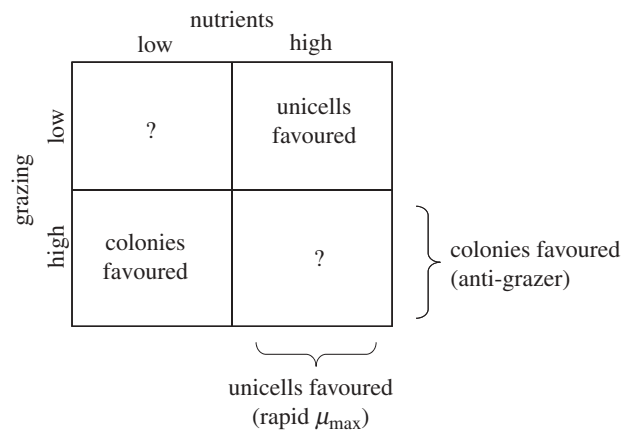 nutrients
low
high
grazing
low
?
unicells
favoured
high
colonies
favoured
?
colonies favoured
(anti-grazer)
unicells favoured
(rapid μmax)